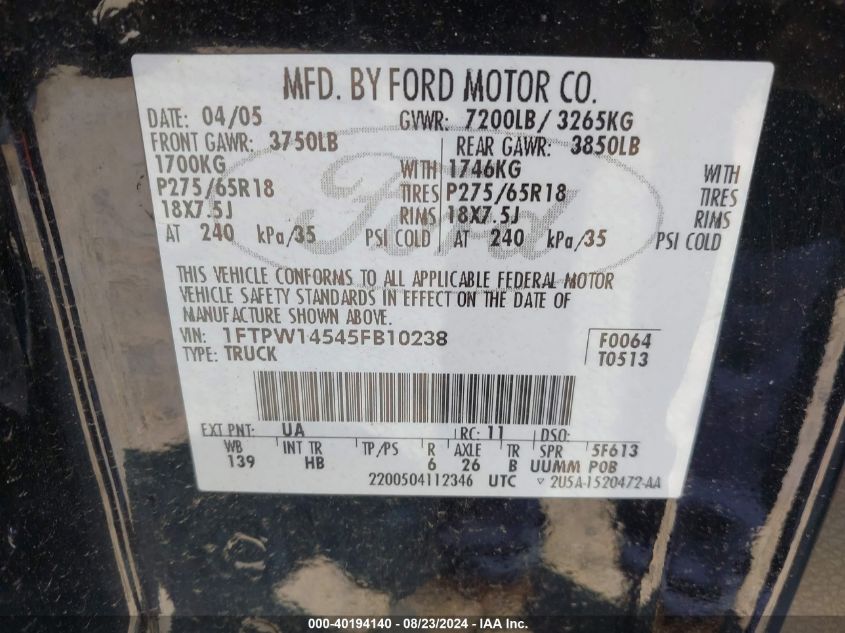 MFD. BY FORD MOTOR CO.
DATE: 04/05 GVWR: 7200LB/ 3265KG
FRONT GAWR: 3750LB REAR GAWR: 3850LB
1700KG WITH 1746KG WITH
P275/65R18 TIRES P275/65R18 TIRES
18X7.5J RIMS 18X7.5J RIMS
AT 240 kPa/35 PSI COLD AT 240 kPa/35 PSI COLD
Ford
THIS VEHICLE CONFORMS TO ALL APPLICABLE FEDERAL MOTOR
VEHICLE SAFETY STANDARDS IN EFFECT ON THE DATE OF
MANUFACTURE SHOWN ABOVE.
VIN: 1FTPW14545FB10238 F0064
TYPE: TRUCK T0513
EXT PNT: UA RC: 11 DSO:
WB INT TR TP/PS R AXLE TR SPR 5F613
139 HB 6 26 B UUMM POB
2200504112346 UTC ▽ 2U5A-1520472-AA
000-40194140 - 08/23/2024 - IAA Inc.